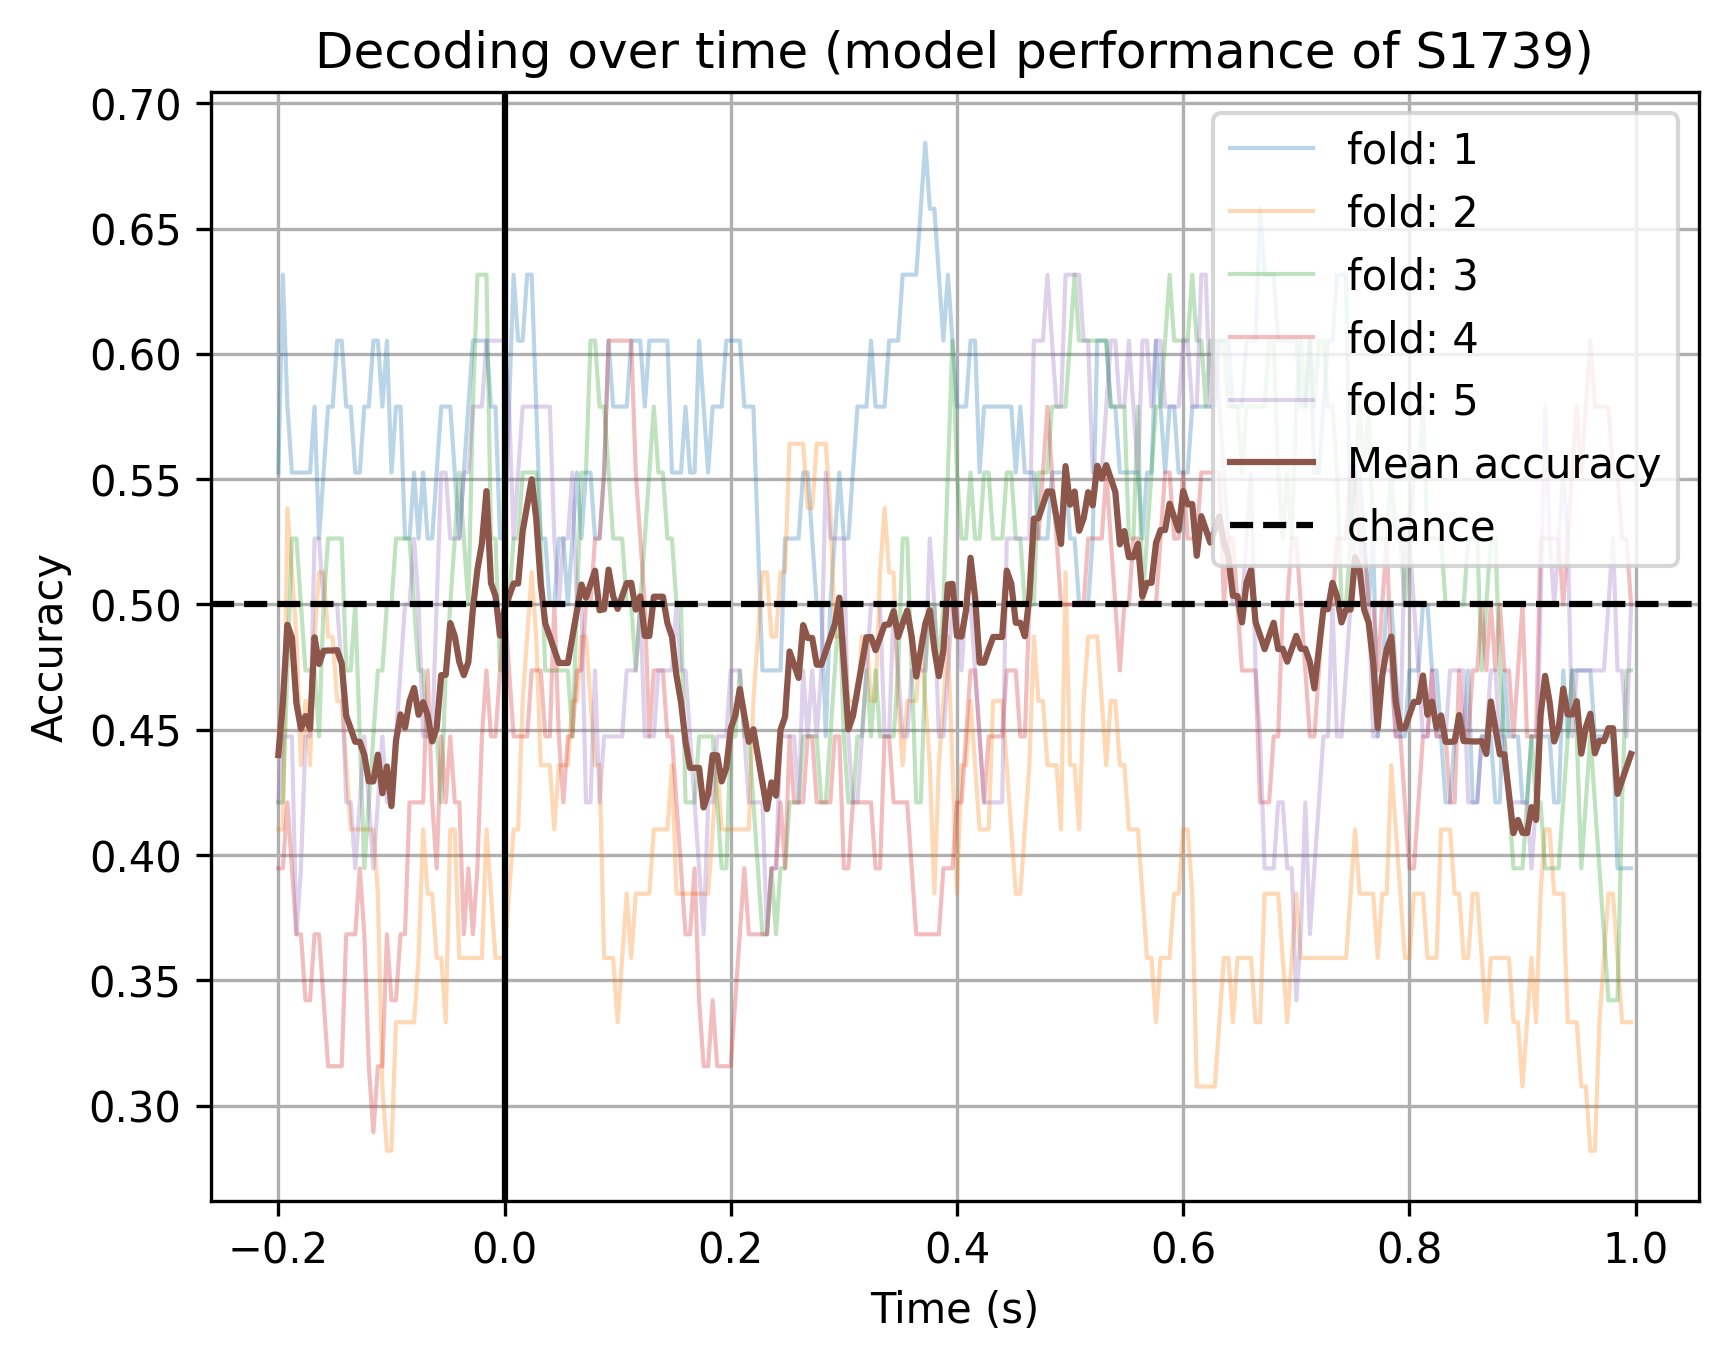 Decoding over time (model performance of S1739)
0.70
0.65
0.60
0.55
0.50
0.45
0.40
0.35
0.30
Accuracy
fold: 1
fold: 2
fold: 3
fold: 4
fold: 5
Mean accuracy
chance
−0.2
0.0
0.2
0.4
0.6
0.8
1.0
Time (s)